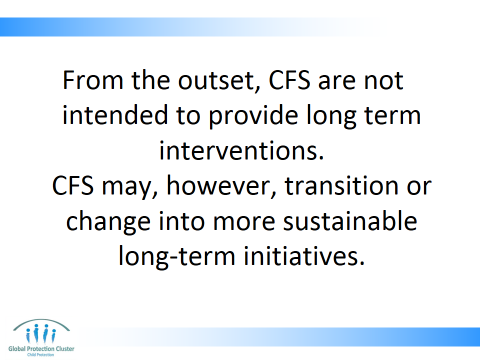 From the outset, CFS are not
intended to provide long term
interventions.
CFS may, however, transition or
change into more sustainable
long-term initiatives.
Global Protection Cluster
Child Protection